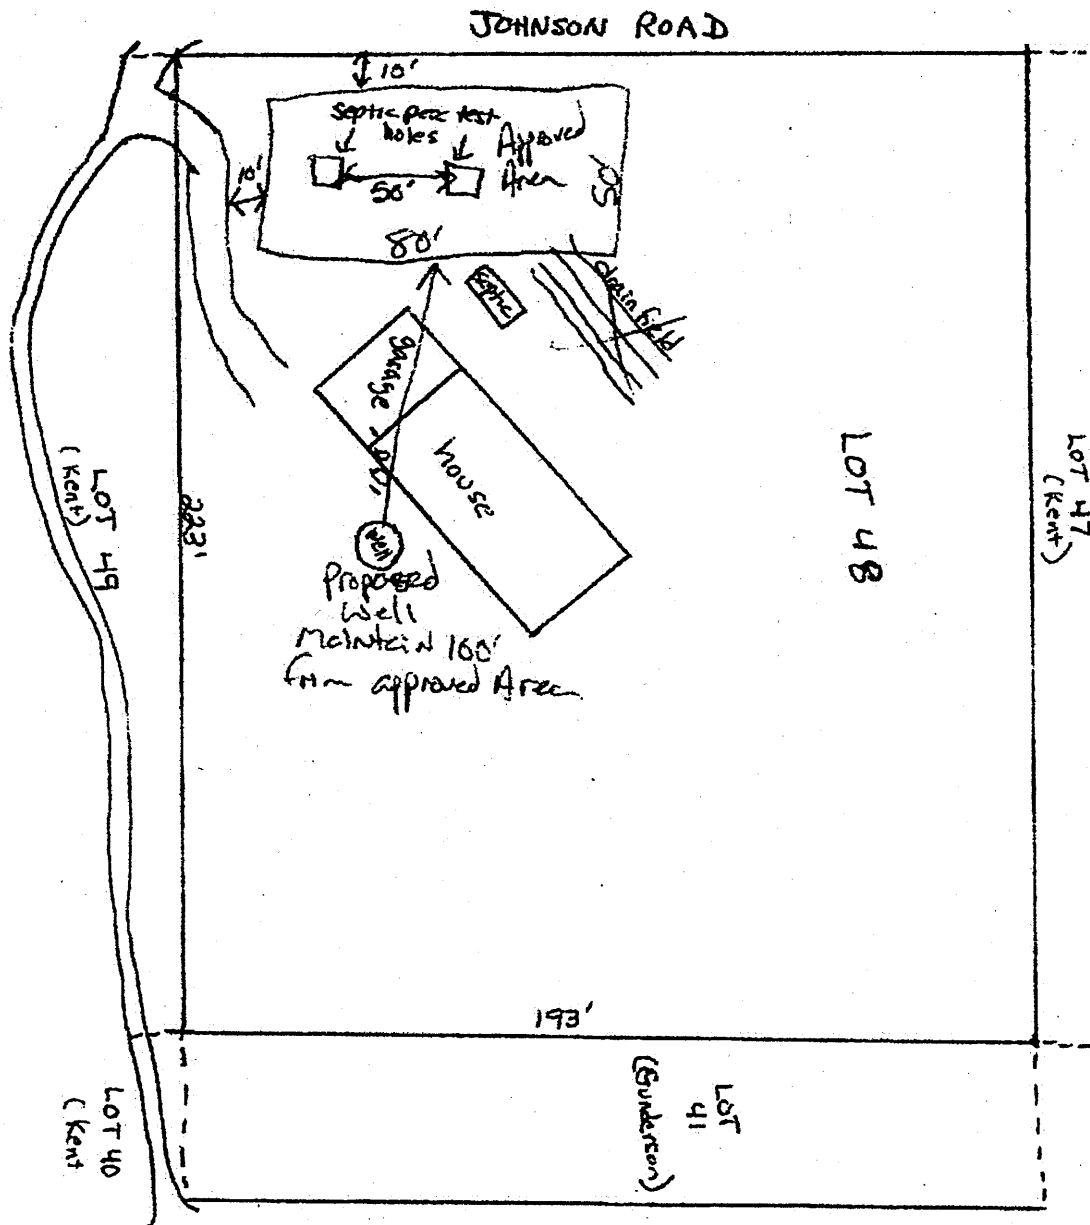 JOHNSON ROAD
10'
Septic perc test
holes
Approved
Area
50'
10'
50'
80'
septic
drain field
garage
100'
house
well
Proposed
Well
Maintain 100'
from approved Area
LOT 48
LOT 47
(Kent)
LOT 49
(Kent)
223'
193'
LOT
41
(Gunderson)
LOT 40
(Kent